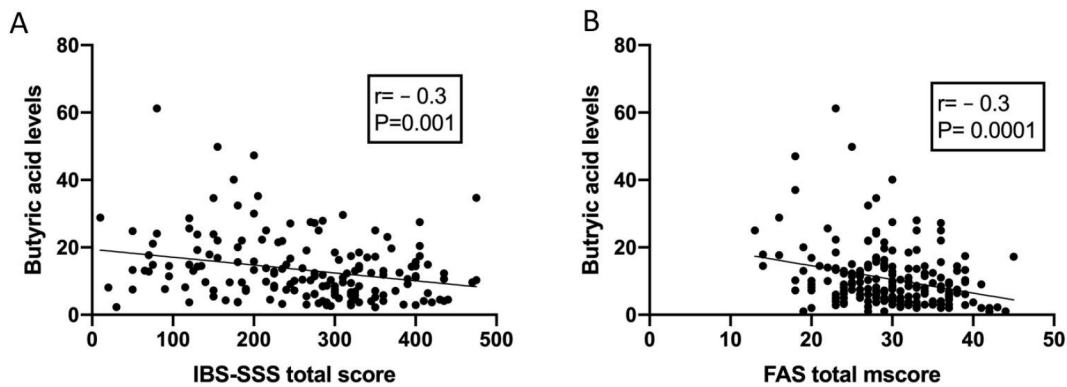 A
Butyric acid levels
80
60
40
20
0
r= – 0.3
P=0.001
0 100 200 300 400 500
IBS-SSS total score
B
Butryic acid levels
80
60
40
20
0
r= – 0.3
P= 0.0001
0 10 20 30 40 50
FAS total mscore